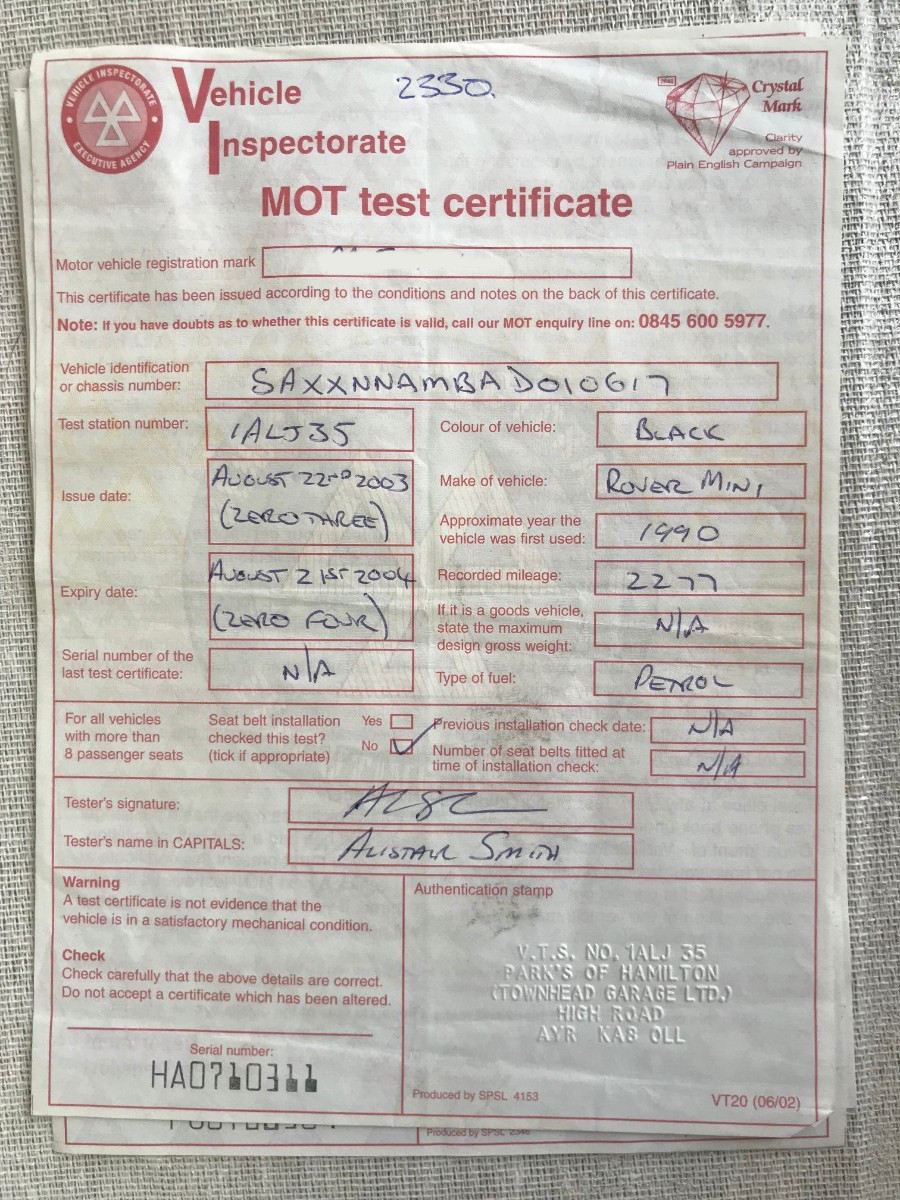 VEHICLE INSPECTORATE
EXECUTIVE AGENCY
Vehicle
Inspectorate
2330.
Crystal
Mark
Clarity
approved by
Plain English Campaign
MOT test certificate
Motor vehicle registration mark
This certificate has been issued according to the conditions and notes on the back of this certificate.
Note: If you have doubts as to whether this certificate is valid, call our MOT enquiry line on: 0845 600 5977.
Vehicle identification
or chassis number:
SAXXNNAMBAD010617
Test station number:
1ALJ35
Colour of vehicle:
BLACK
Issue date:
AUGUST 22ND 2003
(ZERO THREE)
Make of vehicle:
ROVER MINI
Approximate year the
vehicle was first used:
1990
Expiry date:
AUGUST 21ST 2004
(ZERO FOUR)
Recorded mileage:
2277
If it is a goods vehicle,
state the maximum
design gross weight:
N/A
Serial number of the
last test certificate:
N/A
Type of fuel:
PETROL
For all vehicles
with more than
8 passenger seats
Seat belt installation
checked this test?
(tick if appropriate)
Yes
No
Previous installation check date:
N/A
Number of seat belts fitted at
time of installation check:
N/A
Tester's signature:
Tester's name in CAPITALS:
ALISTAIR SMITH
Warning
A test certificate is not evidence that the
vehicle is in a satisfactory mechanical condition.
Check
Check carefully that the above details are correct.
Do not accept a certificate which has been altered.
Serial number:
HA0710311
Authentication stamp
V.T.S. NO. 1ALJ 35
PARK'S OF HAMILTON
(TOWNHEAD GARAGE LTD.)
HIGH ROAD
AYR KA8 0LL
Produced by SPSL 4153
VT20 (06/02)
Produced by SPSL